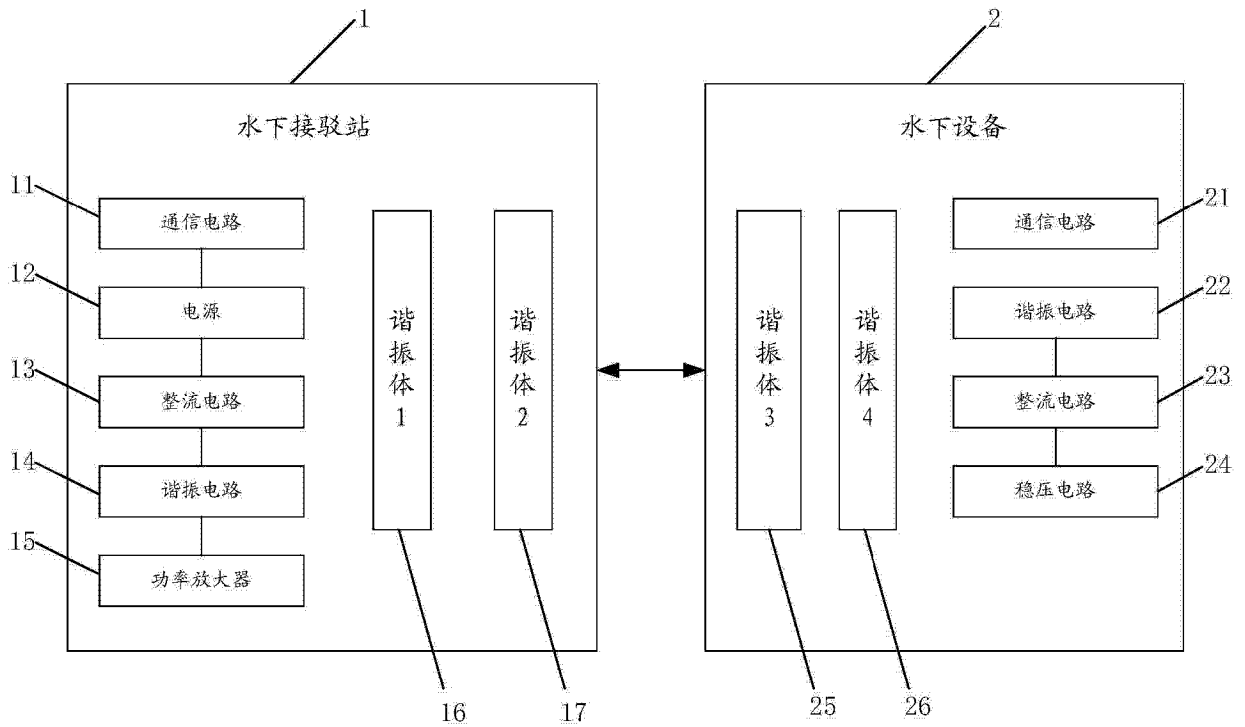 1
2
水下接驳站
水下设备
11
通信电路
12
电源
13
整流电路
14
谐振电路
15
功率放大器
谐振体1
谐振体2
16
17
谐振体3
谐振体4
25
26
21
通信电路
22
谐振电路
23
整流电路
24
稳压电路